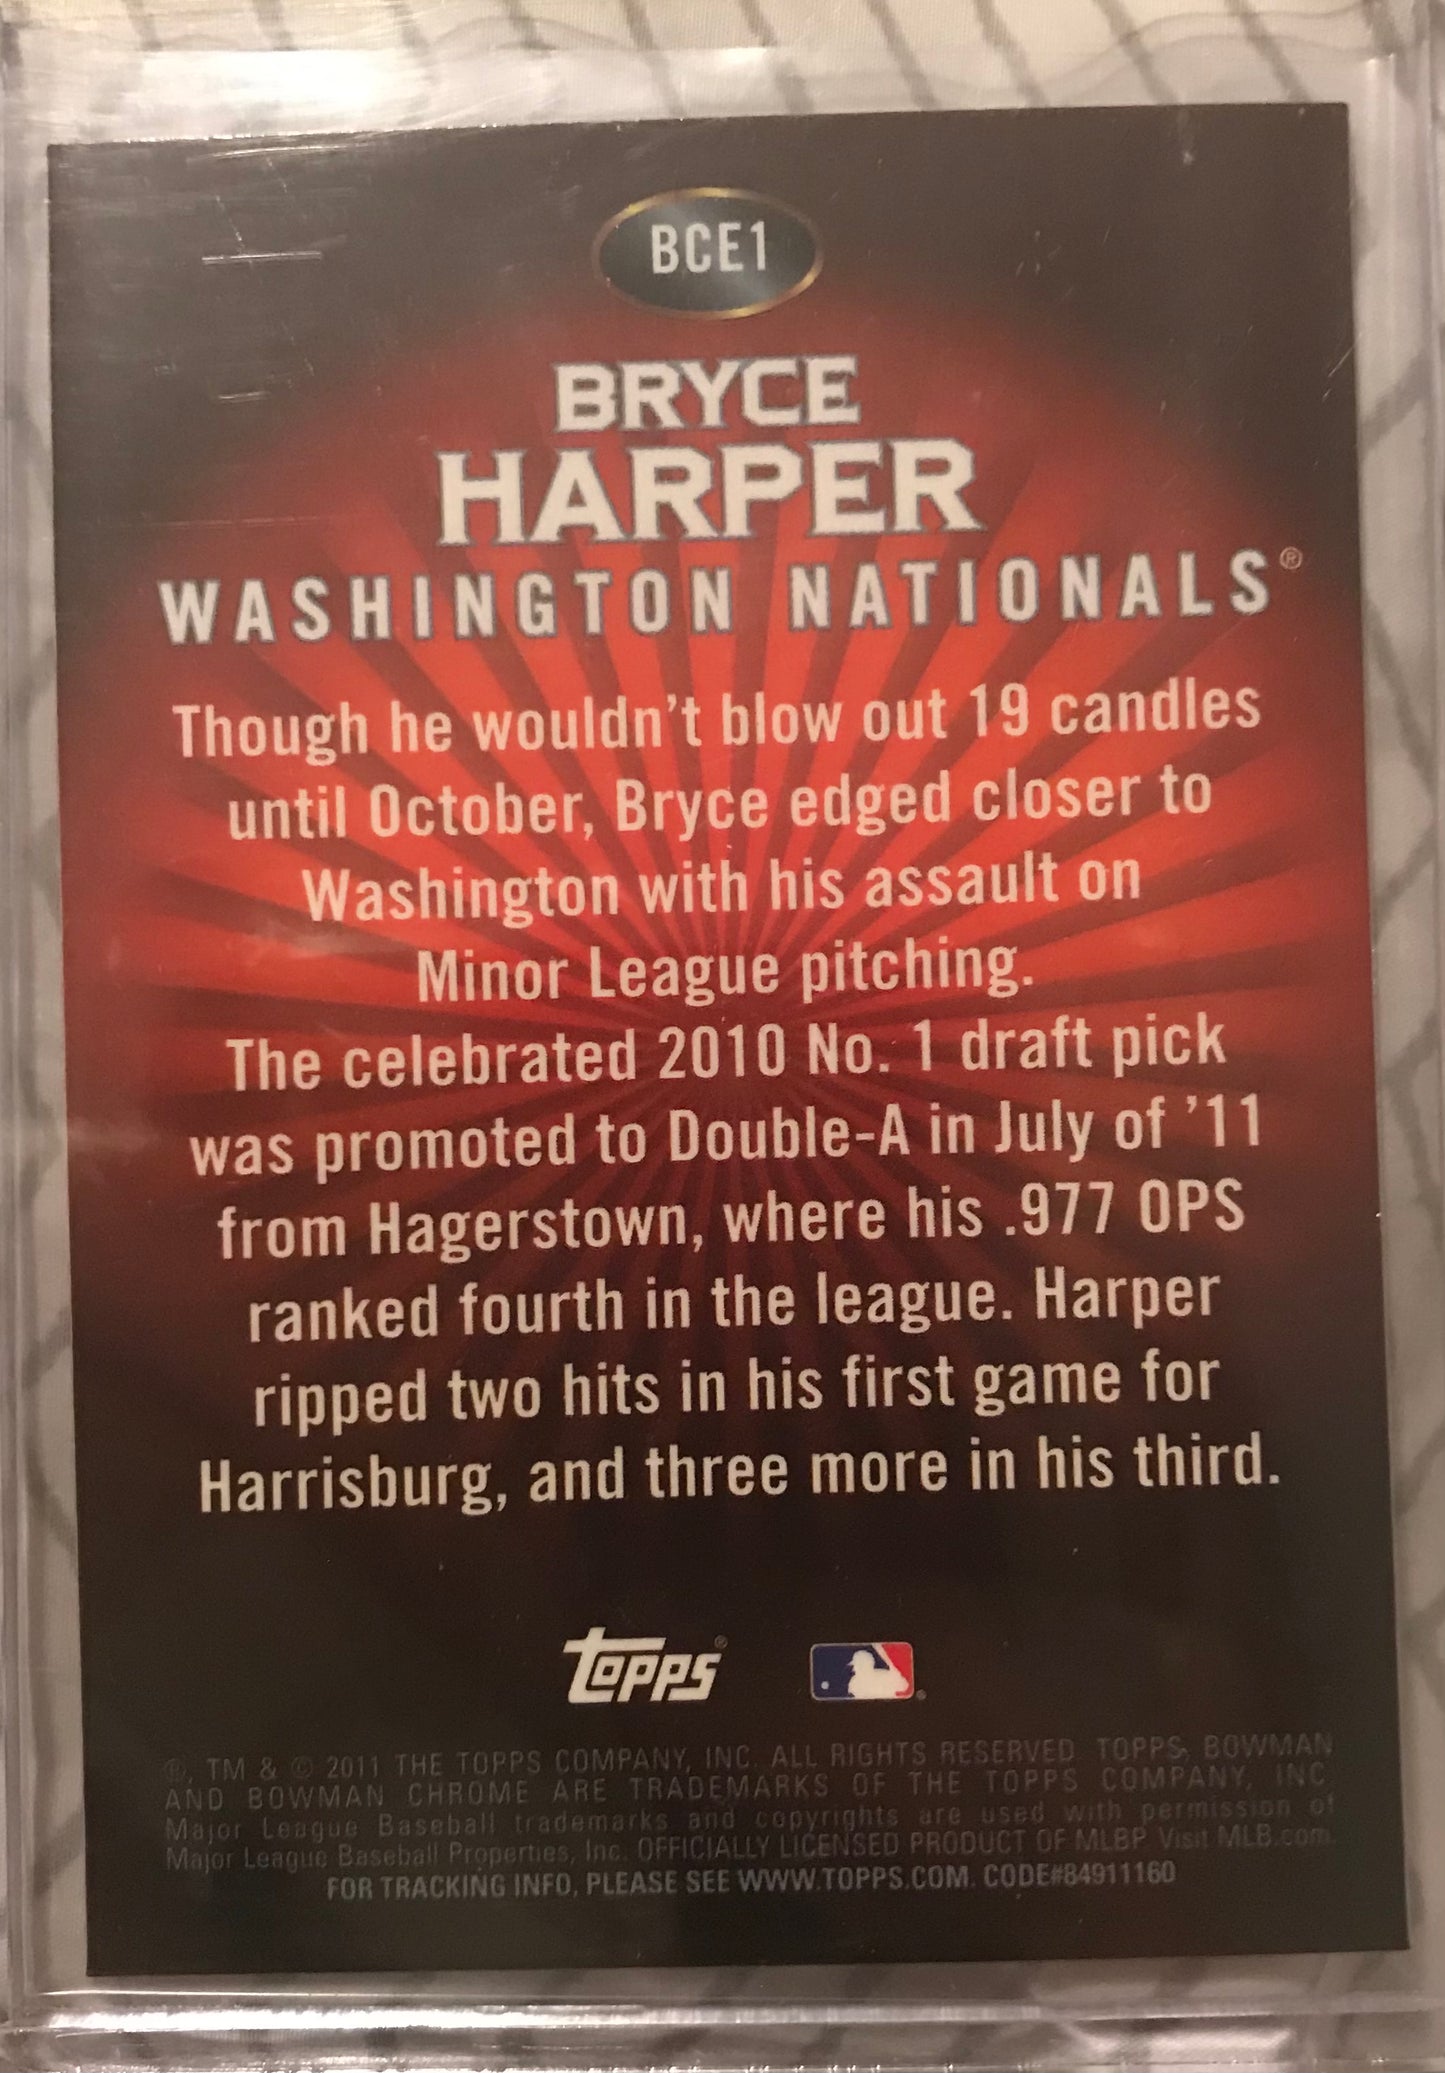 BCE1
BRYCE
HARPER
WASHINGTON NATIONALS®
Though he wouldn't blow out 19 candles
until October, Bryce edged closer to
Washington with his assault on
Minor League pitching.
The celebrated 2010 No. 1 draft pick
was promoted to Double-A in July of '11
from Hagerstown, where his .977 OPS
ranked fourth in the league. Harper
ripped two hits in his first game for
Harrisburg, and three more in his third.
Topps®
®, TM & © 2011 THE TOPPS COMPANY, INC. ALL RIGHTS RESERVED TOPPS, BOWMAN
AND BOWMAN CHROME ARE TRADEMARKS OF THE TOPPS COMPANY, INC.
Major League Baseball trademarks and copyrights are used with permission of
Major League Baseball Properties, Inc. OFFICIALLY LICENSED PRODUCT OF MLBP Visit MLB.com.
FOR TRACKING INFO, PLEASE SEE WWW.TOPPS.COM. CODE#84911160